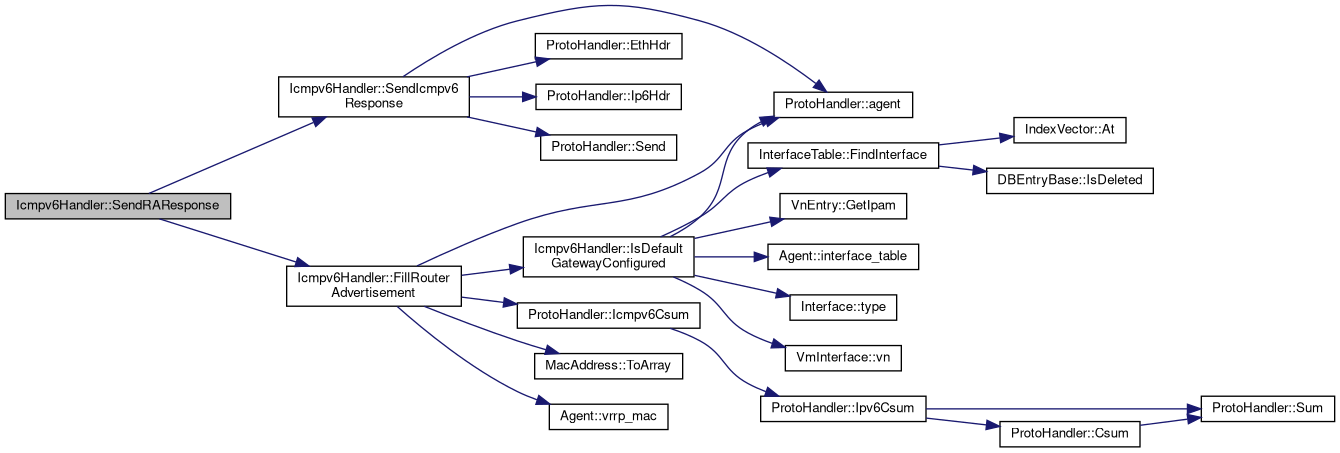 Icmpv6Handler::SendRAResponse
Icmpv6Handler::SendIcmpv6
Response
Icmpv6Handler::FillRouter
Advertisement
ProtoHandler::EthHdr
ProtoHandler::Ip6Hdr
ProtoHandler::Send
Icmpv6Handler::IsDefault
GatewayConfigured
ProtoHandler::Icmpv6Csum
MacAddress::ToArray
Agent::vrrp_mac
ProtoHandler::agent
InterfaceTable::FindInterface
VnEntry::GetIpam
Agent::interface_table
Interface::type
VmInterface::vn
ProtoHandler::Ipv6Csum
IndexVector::At
DBEntryBase::IsDeleted
ProtoHandler::Csum
ProtoHandler::Sum